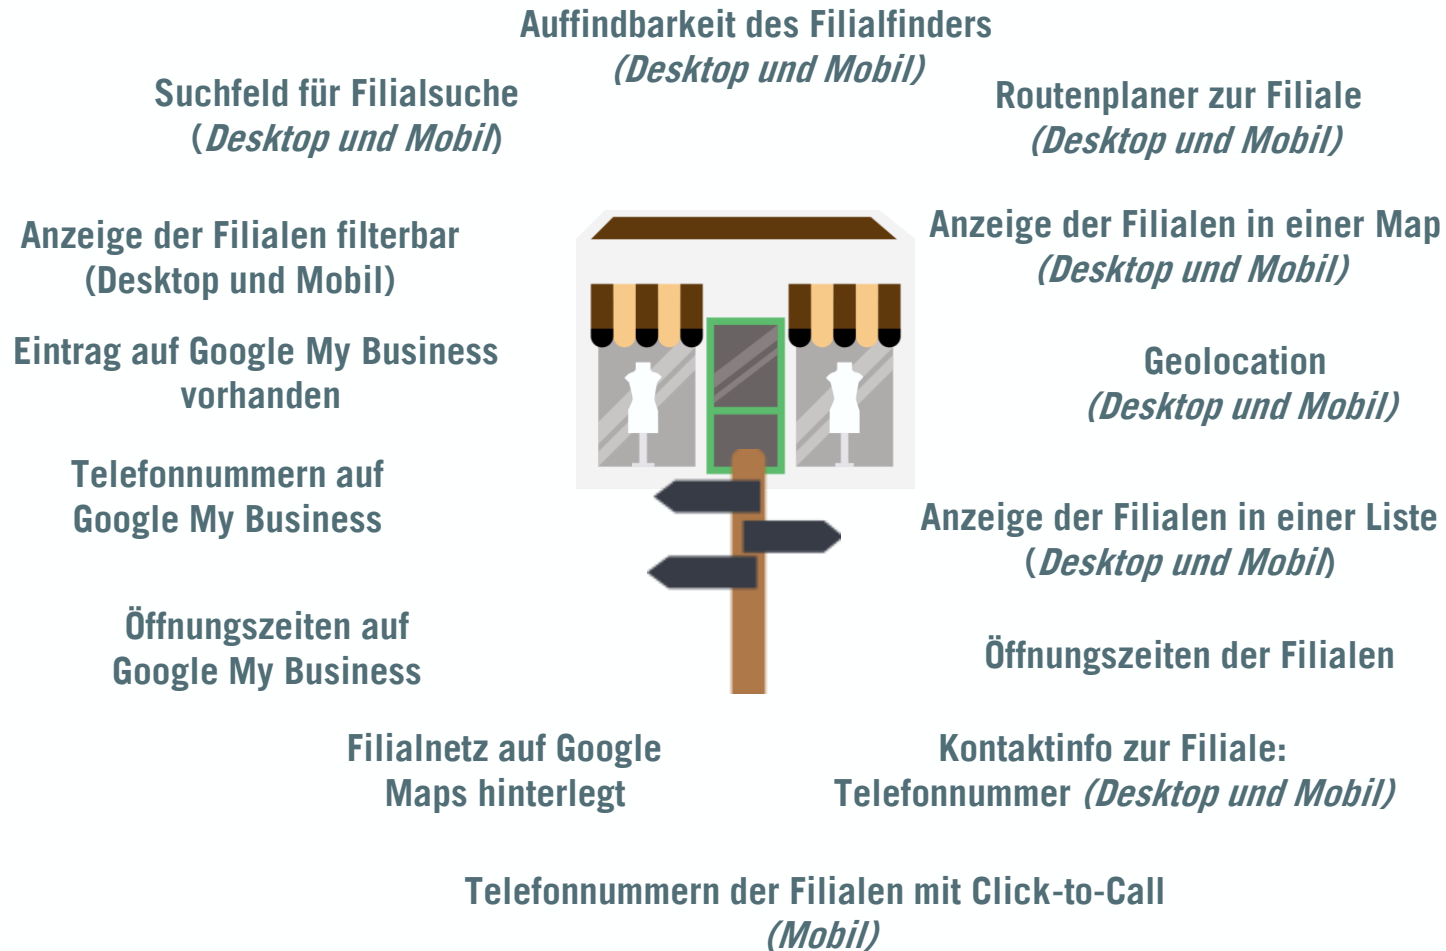 Auffindbarkeit des Filialfinders
(Desktop und Mobil)
Suchfeld für Filialsuche
(Desktop und Mobil)
Routenplaner zur Filiale
(Desktop und Mobil)
Anzeige der Filialen filterbar
(Desktop und Mobil)
Anzeige der Filialen in einer Map
(Desktop und Mobil)
Eintrag auf Google My Business
vorhanden
Geolocation
(Desktop und Mobil)
Telefonnummern auf
Google My Business
Anzeige der Filialen in einer Liste
(Desktop und Mobil)
Öffnungszeiten auf
Google My Business
Öffnungszeiten der Filialen
Filialnetz auf Google
Maps hinterlegt
Kontaktinfo zur Filiale:
Telefonnummer (Desktop und Mobil)
Telefonnummern der Filialen mit Click-to-Call
(Mobil)